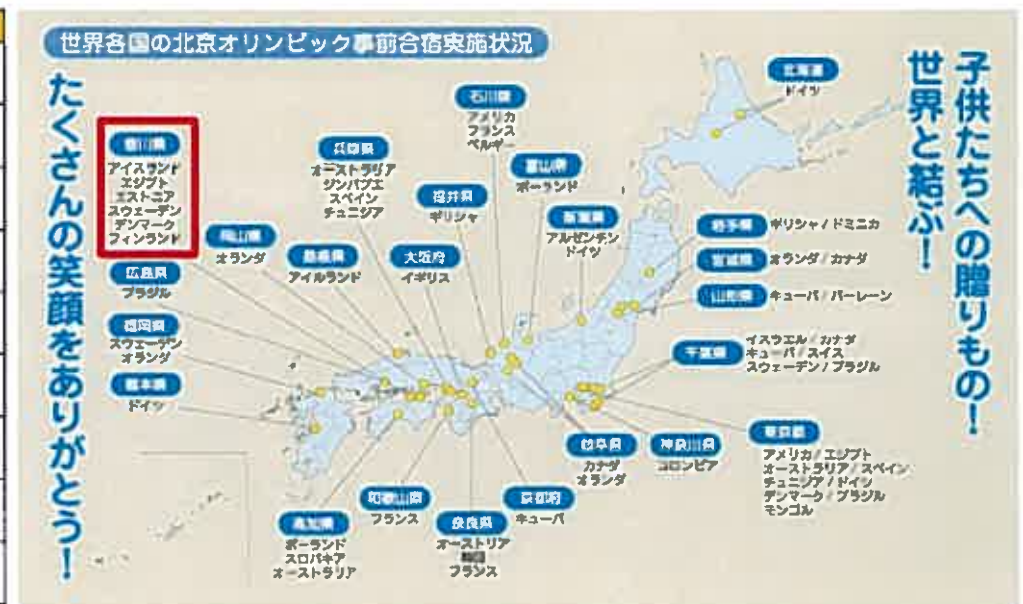 世界各国の北京オリンピック事前合宿実施状況
子供たちへの贈りもの！
世界と結ぶ！
たくさんの笑顔をありがとう！
北海道
ドイツ
石川県
アメリカ
フランス
ベルギー
香川県
アイスランド
エジプト
エストニア
スウェーデン
デンマーク
フィンランド
兵庫県
オーストラリア
ジンバブエ
スペイン
チュニジア
富山県
ポーランド
福井県
ギリシャ
新潟県
アルゼンチン
ドイツ
岩手県
ギリシャ/ドミニカ
岡山県
オランダ
島根県
アイルランド
大阪府
イギリス
宮城県
オランダ/カナダ
広島県
ブラジル
山形県
キューバ/バーレーン
福岡県
スウェーデン
オランダ
千葉県
イスラエル/カナダ
キューバ/スイス
スウェーデン/ブラジル
熊本県
ドイツ
岐阜県
カナダ
オランダ
神奈川県
コロンビア
東京都
アメリカ/エジプト
オーストラリア/スペイン
チュニジア/ドイツ
デンマーク/ブラジル
モンゴル
和歌山県
フランス
京都府
キューバ
高知県
ポーランド
スロバキア
オーストラリア
奈良県
オーストリア
韓国
フランス